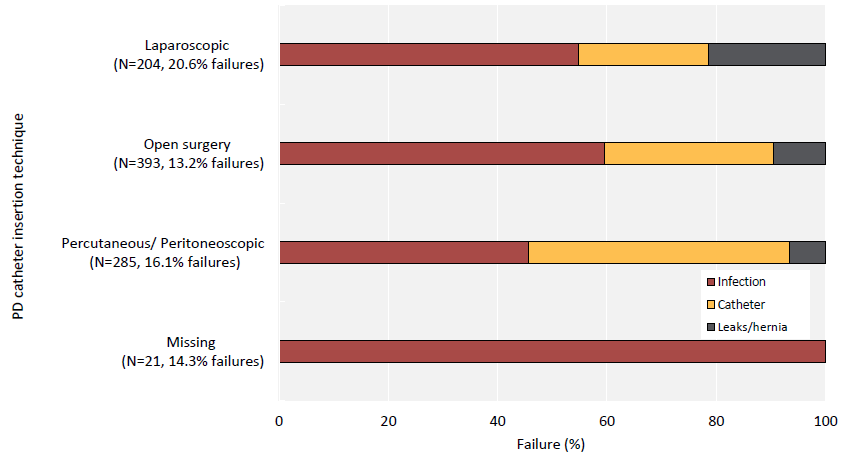 Laparoscopic
(N=204, 20.6% failures)
Open surgery
(N=393, 13.2% failures)
Percutaneous/ Peritoneoscopic
(N=285, 16.1% failures)
Missing
(N=21, 14.3% failures)
PD catheter insertion technique
Infection
Catheter
Leaks/hernia
0 20 40 60 80 100
Failure (%)